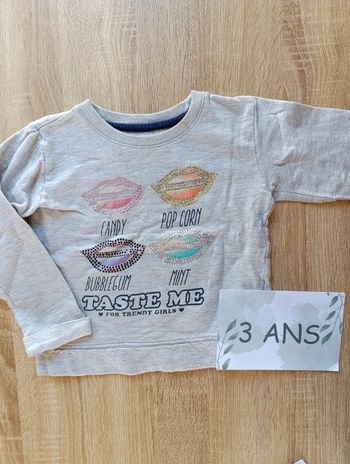 CANDY
POP CORN
BUBBLEGUM
MINT
TASTE ME
♥ FOR TRENDY GIRLS ♥
3 ANS